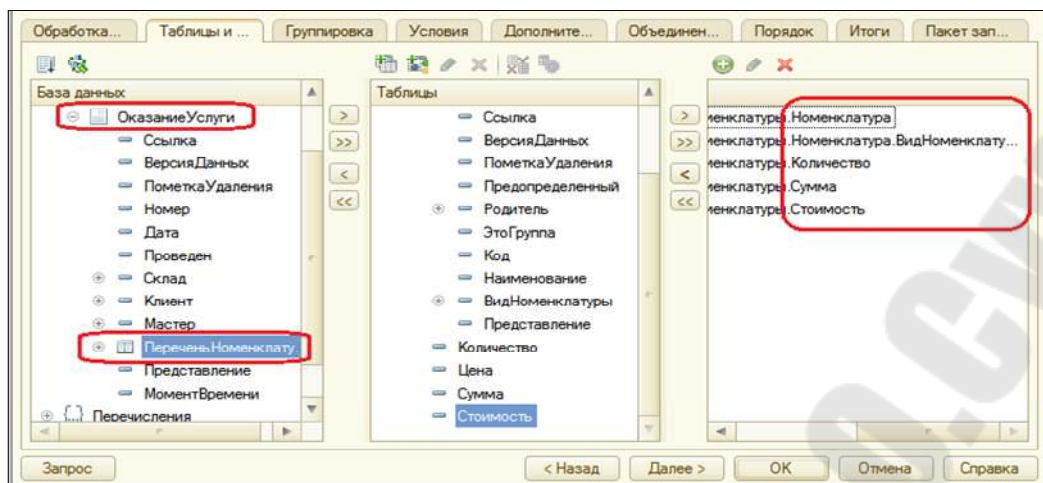 Обработка... Таблицы и ... Группировка Условия Дополните... Объединен... Порядок Итоги Пакет зап...
База данных
ОказаниеУслуги
Ссылка
ВерсияДанных
ПометкаУдаления
Номер
Дата
Проведен
Склад
Клиент
Мастер
ПереченьНоменклату
Представление
МоментВремени
Перечисления
> >> < <<
Таблицы
Ссылка
ВерсияДанных
ПометкаУдаления
Предопределенный
Родитель
ЭтоГруппа
Код
Наименование
ВидНоменклатуры
Представление
Количество
Цена
Сумма
Стоимость
> >> < <<
менклатуры.Номенклатура
менклатуры.Номенклатура.ВидНоменклату...
менклатуры.Количество
менклатуры.Сумма
менклатуры.Стоимость
Запрос < Назад Далее > ОК Отмена Справка